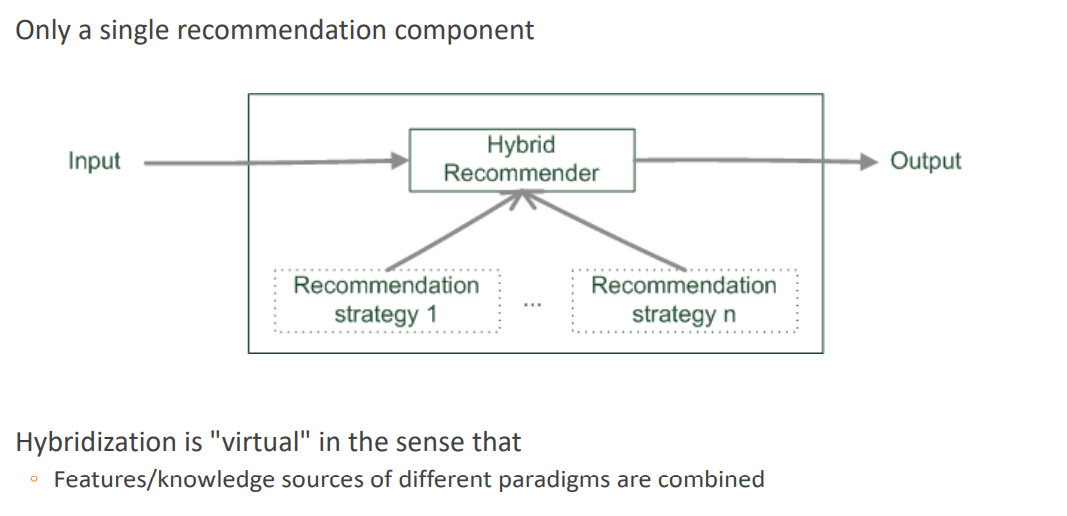 Only a single recommendation component
Input
Hybrid
Recommender
Output
Recommendation
strategy 1
...
Recommendation
strategy n
Hybridization is "virtual" in the sense that
◦ Features/knowledge sources of different paradigms are combined